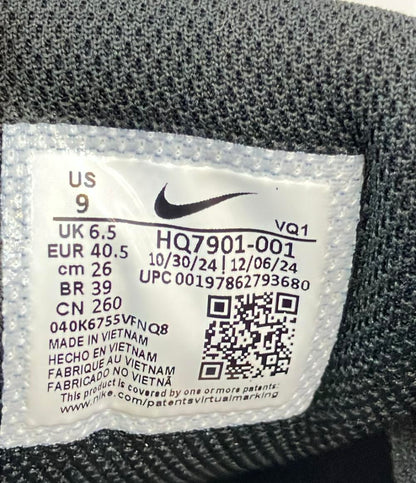 US
9
VQ1
UK 6.5
HQ7901-001
EUR 40.5
10/30/24 | 12/06/24
cm 26
UPC 00197862793680
BR 39
CN 260
040K6755VFNQ8
MADE IN VIETNAM
HECHO EN VIETNAM
FABRIQUE AU VIETNAM
FABRICADO NO VIETNÃ
This product is covered by one or more patents:
www.nike.com/patentsvirtualmarking